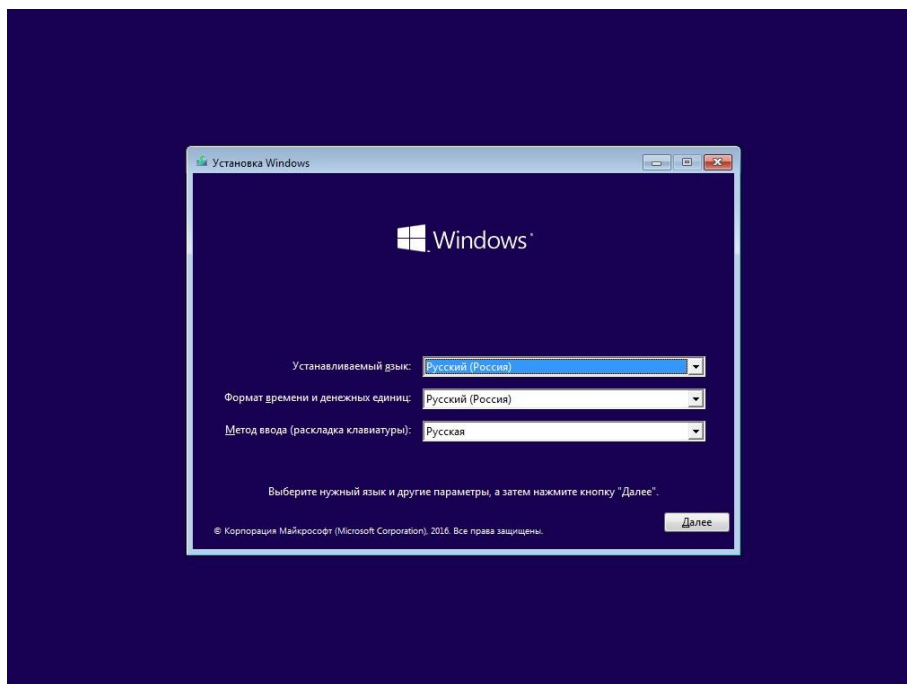 Установка Windows
Windows
Устанавливаемый язык: Русский (Россия)
Формат времени и денежных единиц: Русский (Россия)
Метод ввода (раскладка клавиатуры): Русская
Выберите нужный язык и другие параметры, а затем нажмите кнопку "Далее".
Далее
© Корпорация Майкрософт (Microsoft Corporation), 2016. Все права защищены.